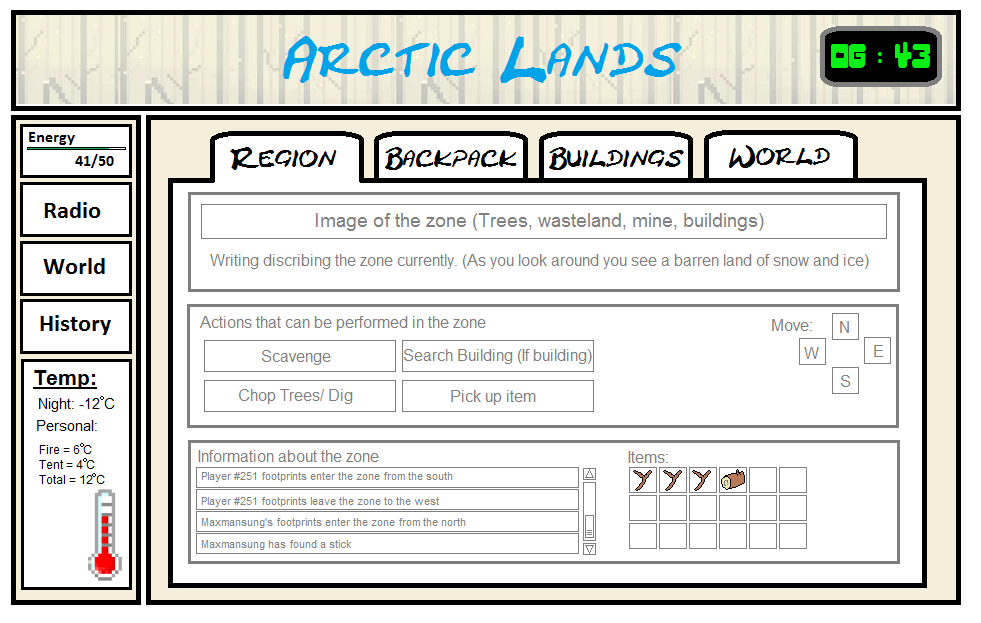 Arctic Lands
06 : 43
Energy
41/50
Radio
World
History
Temp:
Night: -12°C
Personal:
Fire = 6°C
Tent = 4°C
Total = 12°C
Region
Backpack
Buildings
World
Image of the zone (Trees, wasteland, mine, buildings)
Writing discribing the zone currently. (As you look around you see a barren land of snow and ice)
Actions that can be performed in the zone
Scavenge
Search Building (If building)
Chop Trees/ Dig
Pick up item
Move:
N
W
E
S
Information about the zone
Player #251 footprints enter the zone from the south
Player #251 footprints leave the zone to the west
Maxmansung's footprints enter the zone from the north
Maxmansung has found a stick
Items: